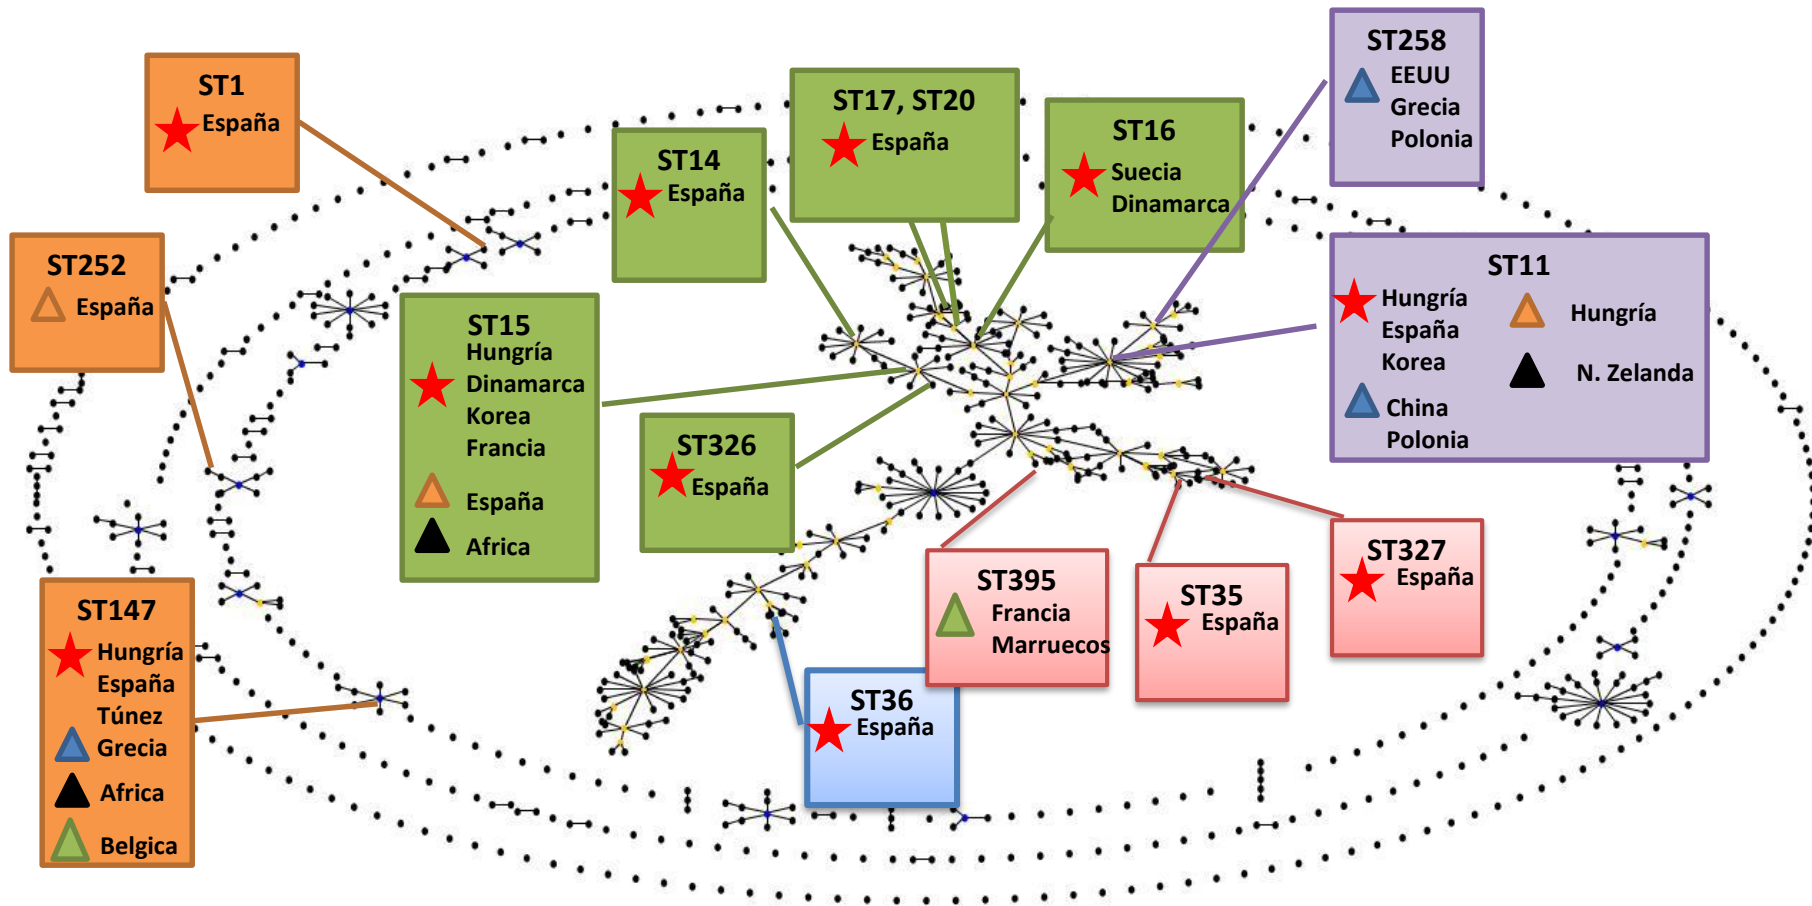 ST1
España
ST252
España
ST147
Hungría
España
Túnez
Grecia
Africa
Belgica
ST14
España
ST17, ST20
España
ST16
Suecia
Dinamarca
ST15
Hungría
Dinamarca
Korea
Francia
España
Africa
ST326
España
ST258
EEUU
Grecia
Polonia
ST11
Hungría
España
Korea
China
Polonia
Hungría
N. Zelanda
ST36
España
ST395
Francia
Marruecos
ST35
España
ST327
España